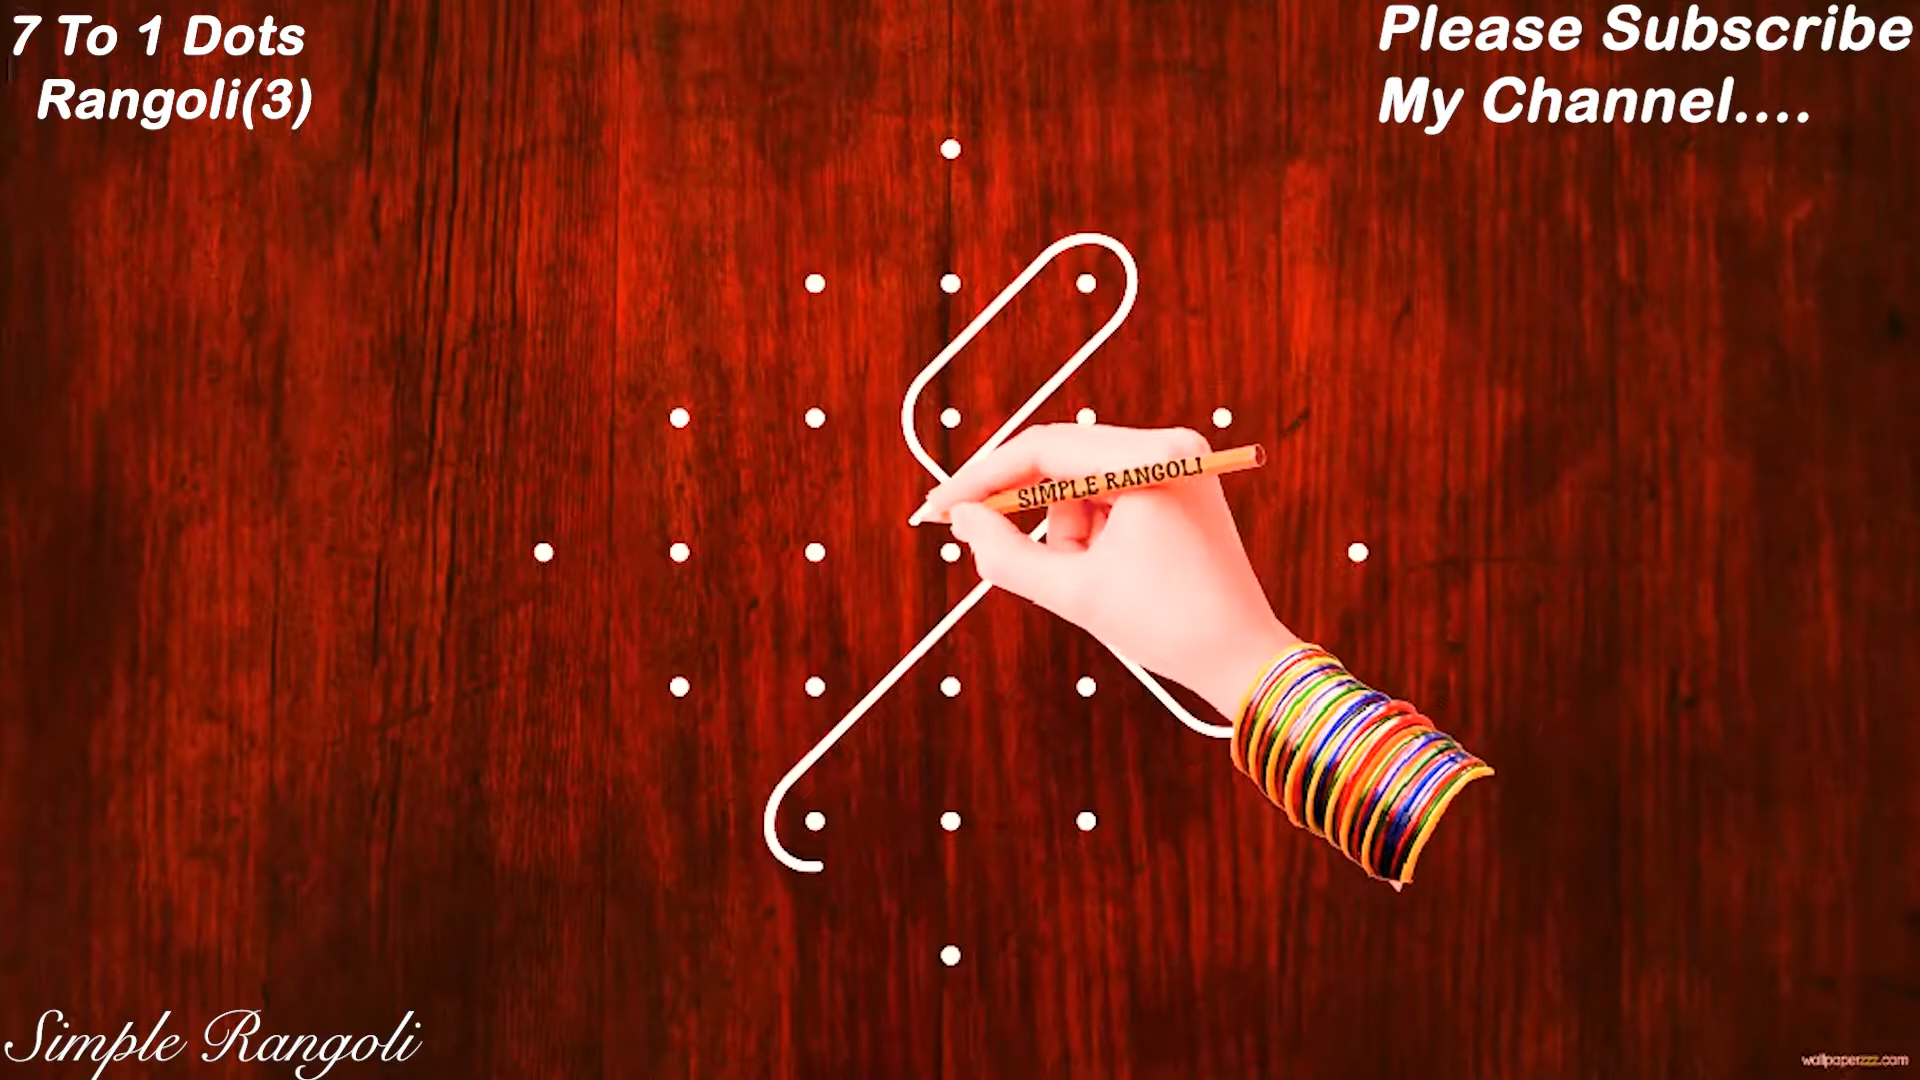 7 To 1 Dots
Rangoli(3)
Please Subscribe
My Channel....
SIMPLE RANGOLI
Simple Rangoli
wallpaperzzz.com